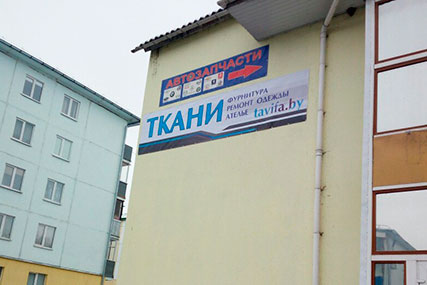 АВТОЗАПЧАСТИ
ТКАНИ
ФУРНИТУРА
РЕМОНТ ОДЕЖДЫ
АТЕЛЬЕ tavifa.by